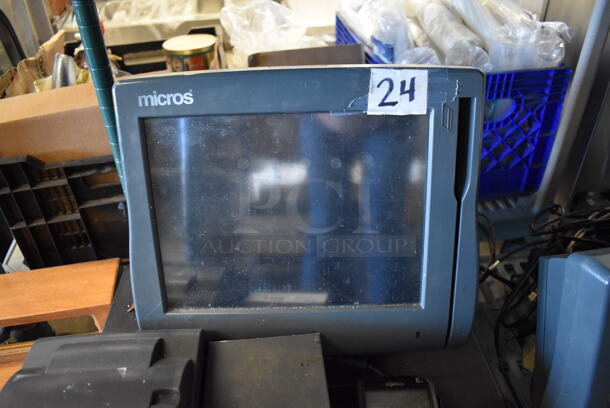 micros
24
PCI
AUCTION GROUP